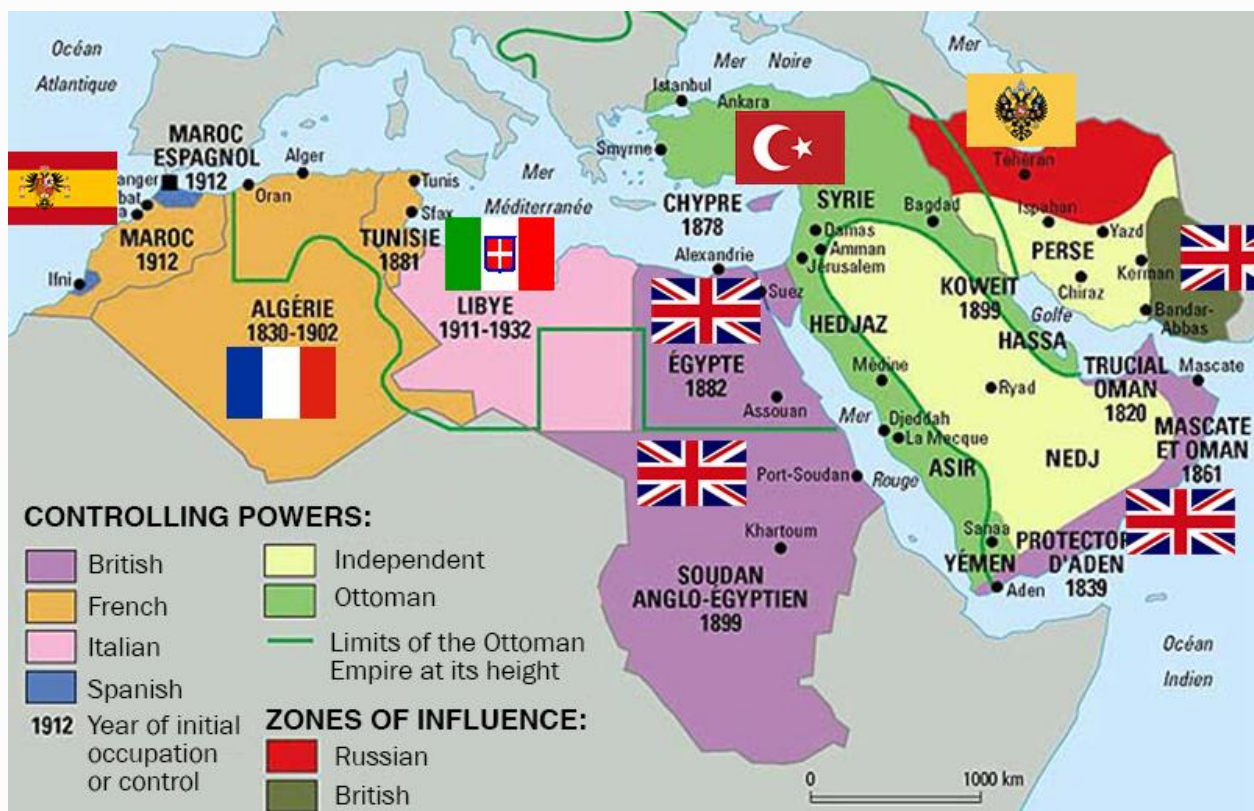 Océan
Atlantique
Mer Noire
Mer
Istanbul
Ankara
Smyrne
MAROC
ESPAGNOL
1912
Alger
Oran
Tunis
Sfax
Mer
Méditerranée
CHYPRE
1878
SYRIE
Bagdad
Téhéran
Ispahan
Yazd
PERSE
Kerman
Chiraz
Bandar-
Abbas
MAROC
1912
Ifni
TUNISIE
1881
Alexandrie
Damas
Amman
Jérusalem
Suez
ALGÉRIE
1830-1902
LIBYE
1911-1932
ÉGYPTE
1882
Assouan
HEDJAZ
KOWEIT
1899
Golfe
HASSA
Médine
Ryad
TRUCIAL
OMAN
1820
Mascate
MASCATE
ET OMAN
1861
Mer
Rouge
Djeddah
La Mecque
ASIR
NEDJ
Port-Soudan
Khartoum
SOUDAN
ANGLO-ÉGYPTIEN
1899
Sanaa
YÉMEN
Aden
D'ADEN
1839
Océan
Indien
CONTROLLING POWERS:
British
French
Italian
Spanish
1912 Year of initial
occupation
or control
Independent
Ottoman
Limits of the Ottoman
Empire at its height
ZONES OF INFLUENCE:
Russian
British
0 1000 km